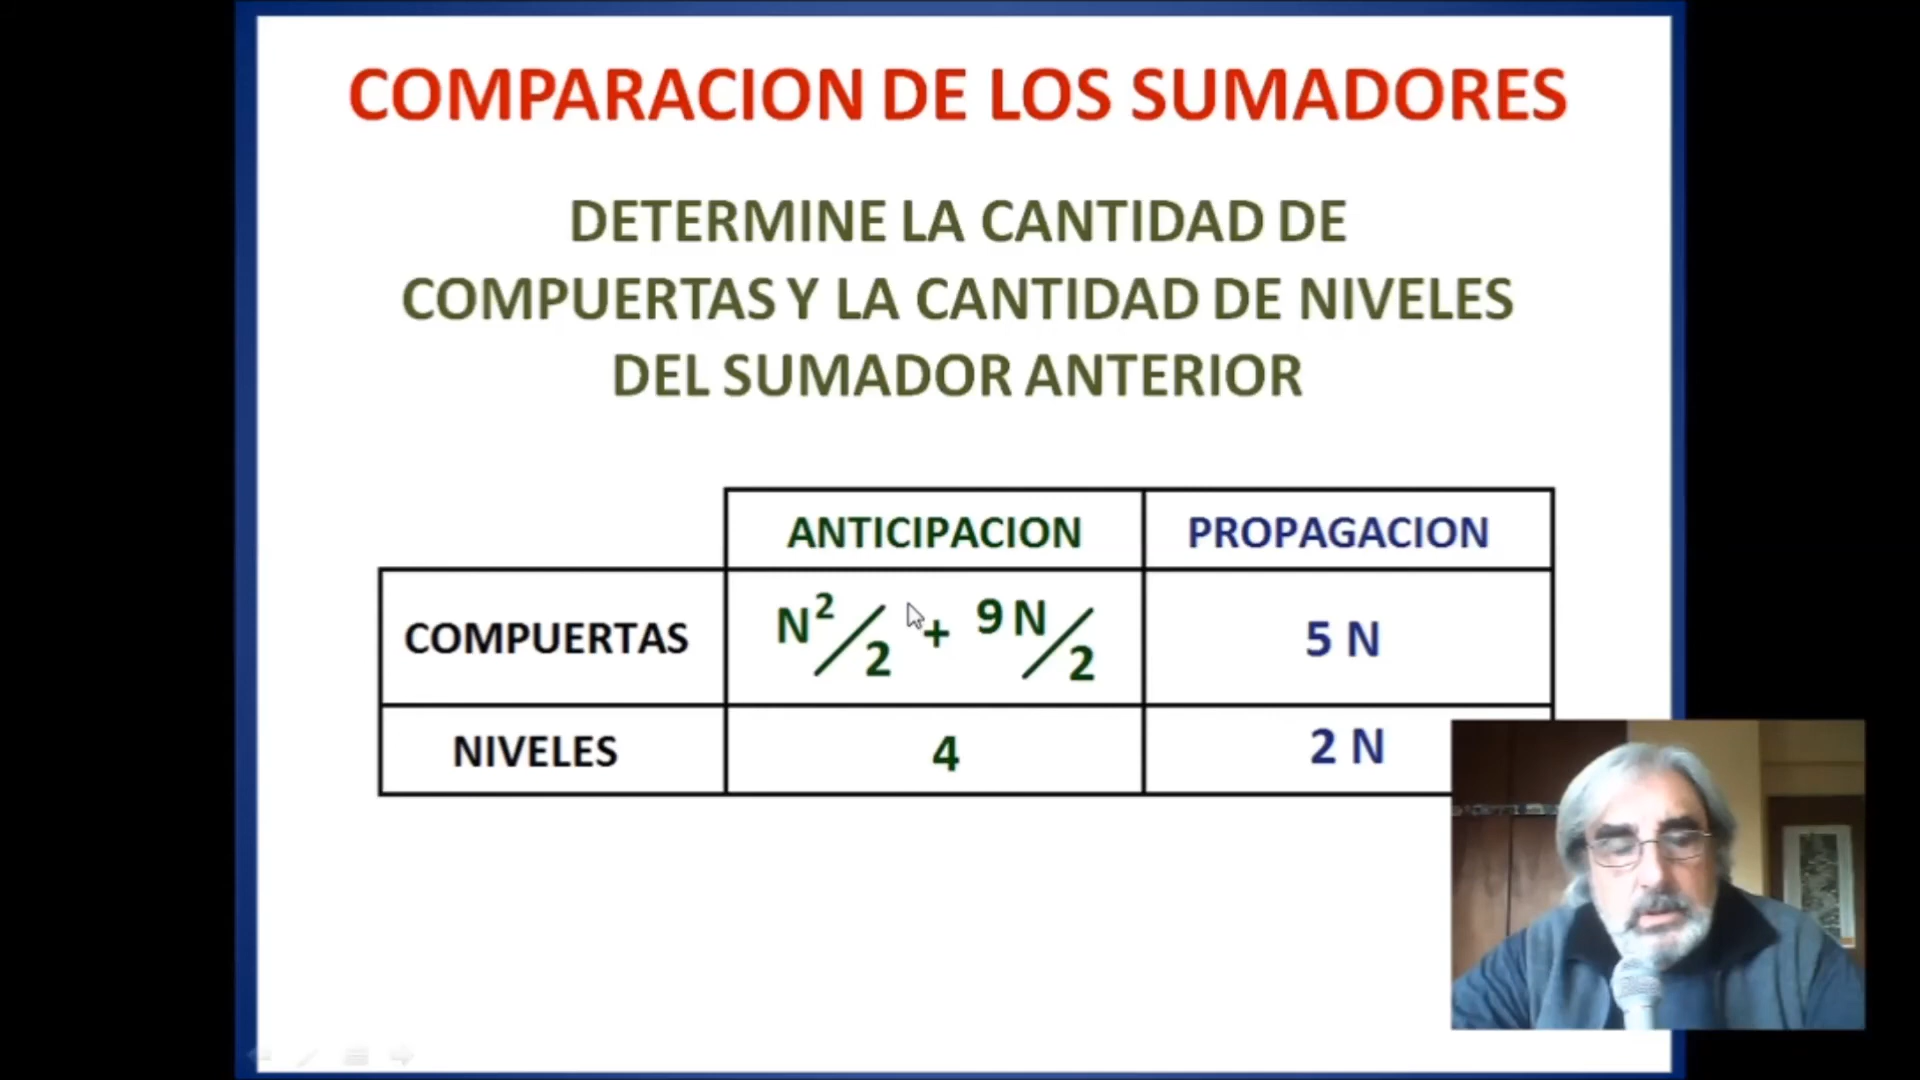 COMPARACION DE LOS SUMADORES
DETERMINE LA CANTIDAD DE
COMPUERTAS Y LA CANTIDAD DE NIVELES
DEL SUMADOR ANTERIOR
ANTICIPACION PROPAGACION
COMPUERTAS N²/2 + 9N/2 5 N
NIVELES 4 2 N